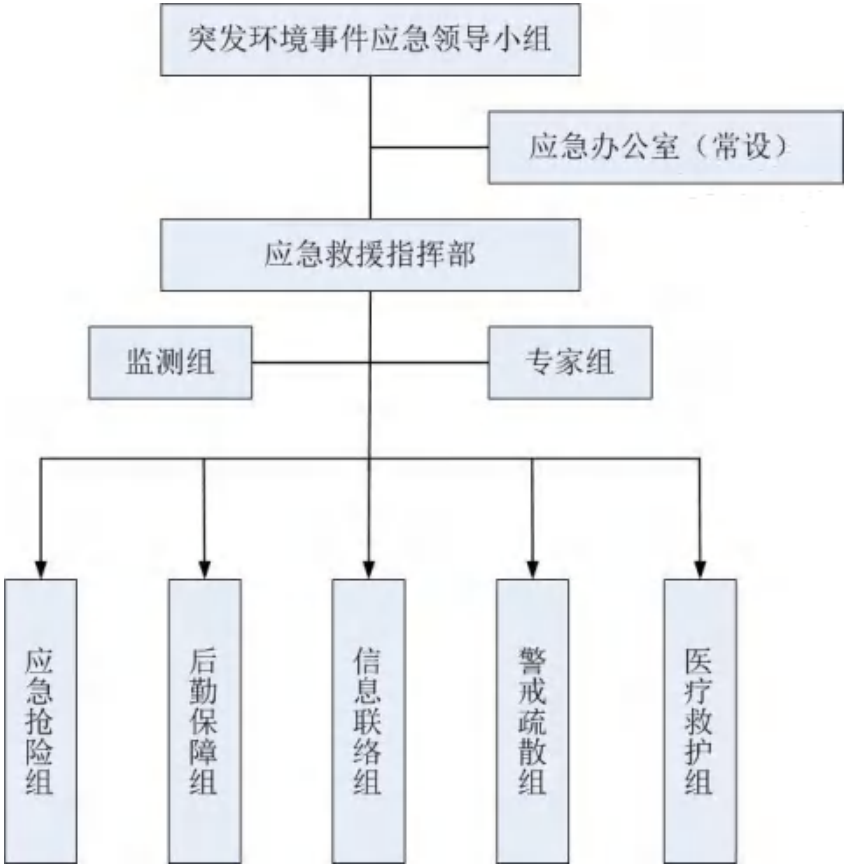 突发环境事件应急领导小组
应急办公室（常设）
应急救援指挥部
监测组
专家组
应急抢险组
后勤保障组
信息联络组
警戒疏散组
医疗救护组